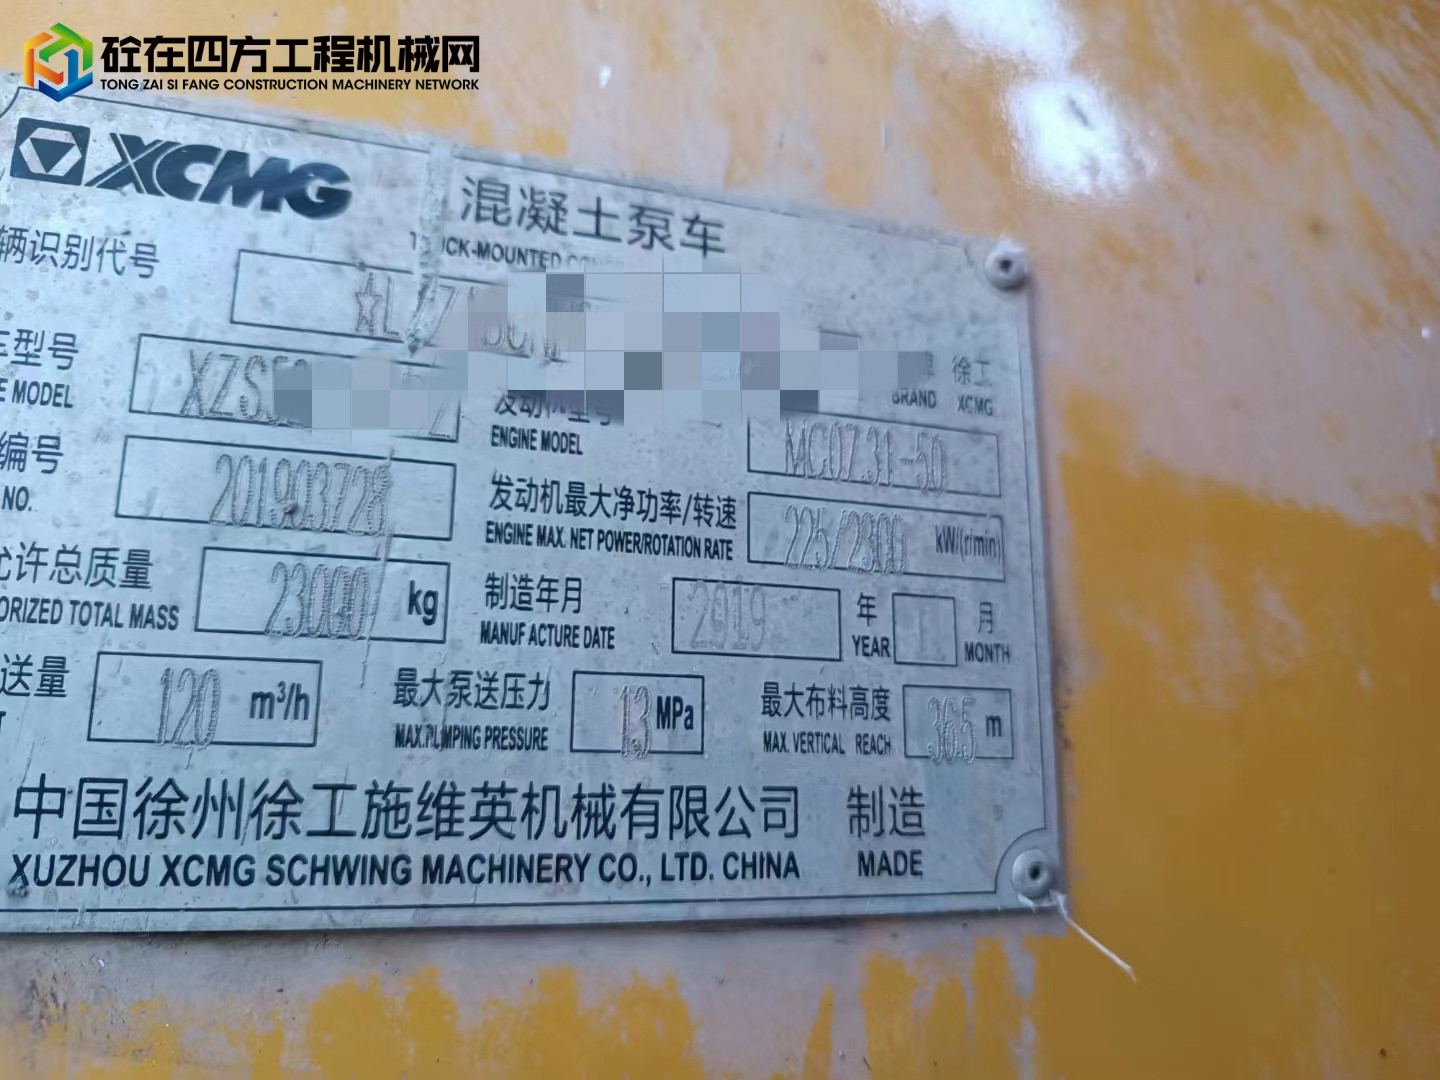 砼在四方工程机械网
TONG ZAI SI FANG CONSTRUCTION MACHINERY NETWORK
XCMG
混凝土泵车
辆识别代号
型号
MODEL
徐工
BRAND XCMG
ENGINE MODEL
MC07.31-50
编号
NO.
201903728
发动机最大净功率/转速
ENGINE MAX. NET POWER/ROTATION RATE
225/2300 kW/(r/min)
允许总质量
ORIZED TOTAL MASS
23000 kg
制造年月
MANUFACTURE DATE
2019 年 YEAR 11 月 MONTH
送量
120 m³/h
最大泵送压力
MAX.PUMPING PRESSURE
13 MPa
最大布料高度
MAX. VERTICAL REACH
36.5 m
中国徐州徐工施维英机械有限公司 制造
XUZHOU XCMG SCHWING MACHINERY CO., LTD. CHINA MADE